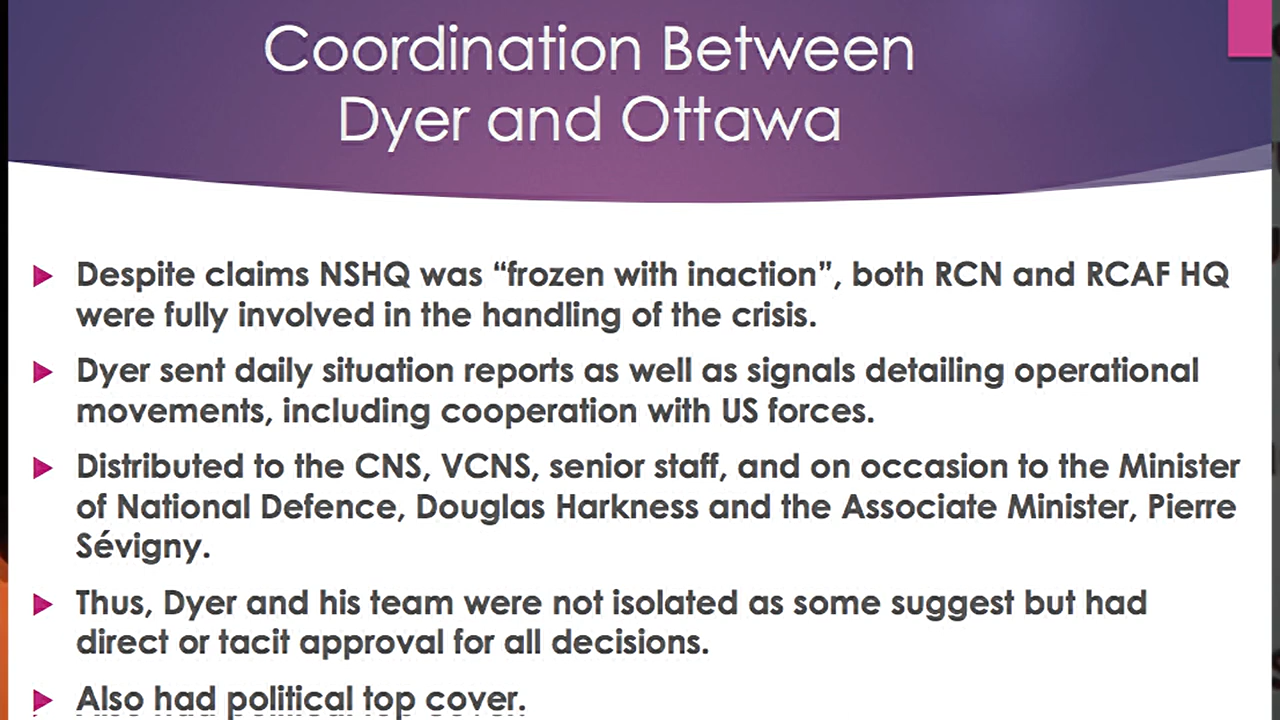 Coordination Between
Dyer and Ottawa
Despite claims NSHQ was “frozen with inaction”, both RCN and RCAF HQ
were fully involved in the handling of the crisis.
Dyer sent daily situation reports as well as signals detailing operational
movements, including cooperation with US forces.
Distributed to the CNS, VCNS, senior staff, and on occasion to the Minister
of National Defence, Douglas Harkness and the Associate Minister, Pierre
Sévigny.
Thus, Dyer and his team were not isolated as some suggest but had
direct or tacit approval for all decisions.
Also had political top cover.